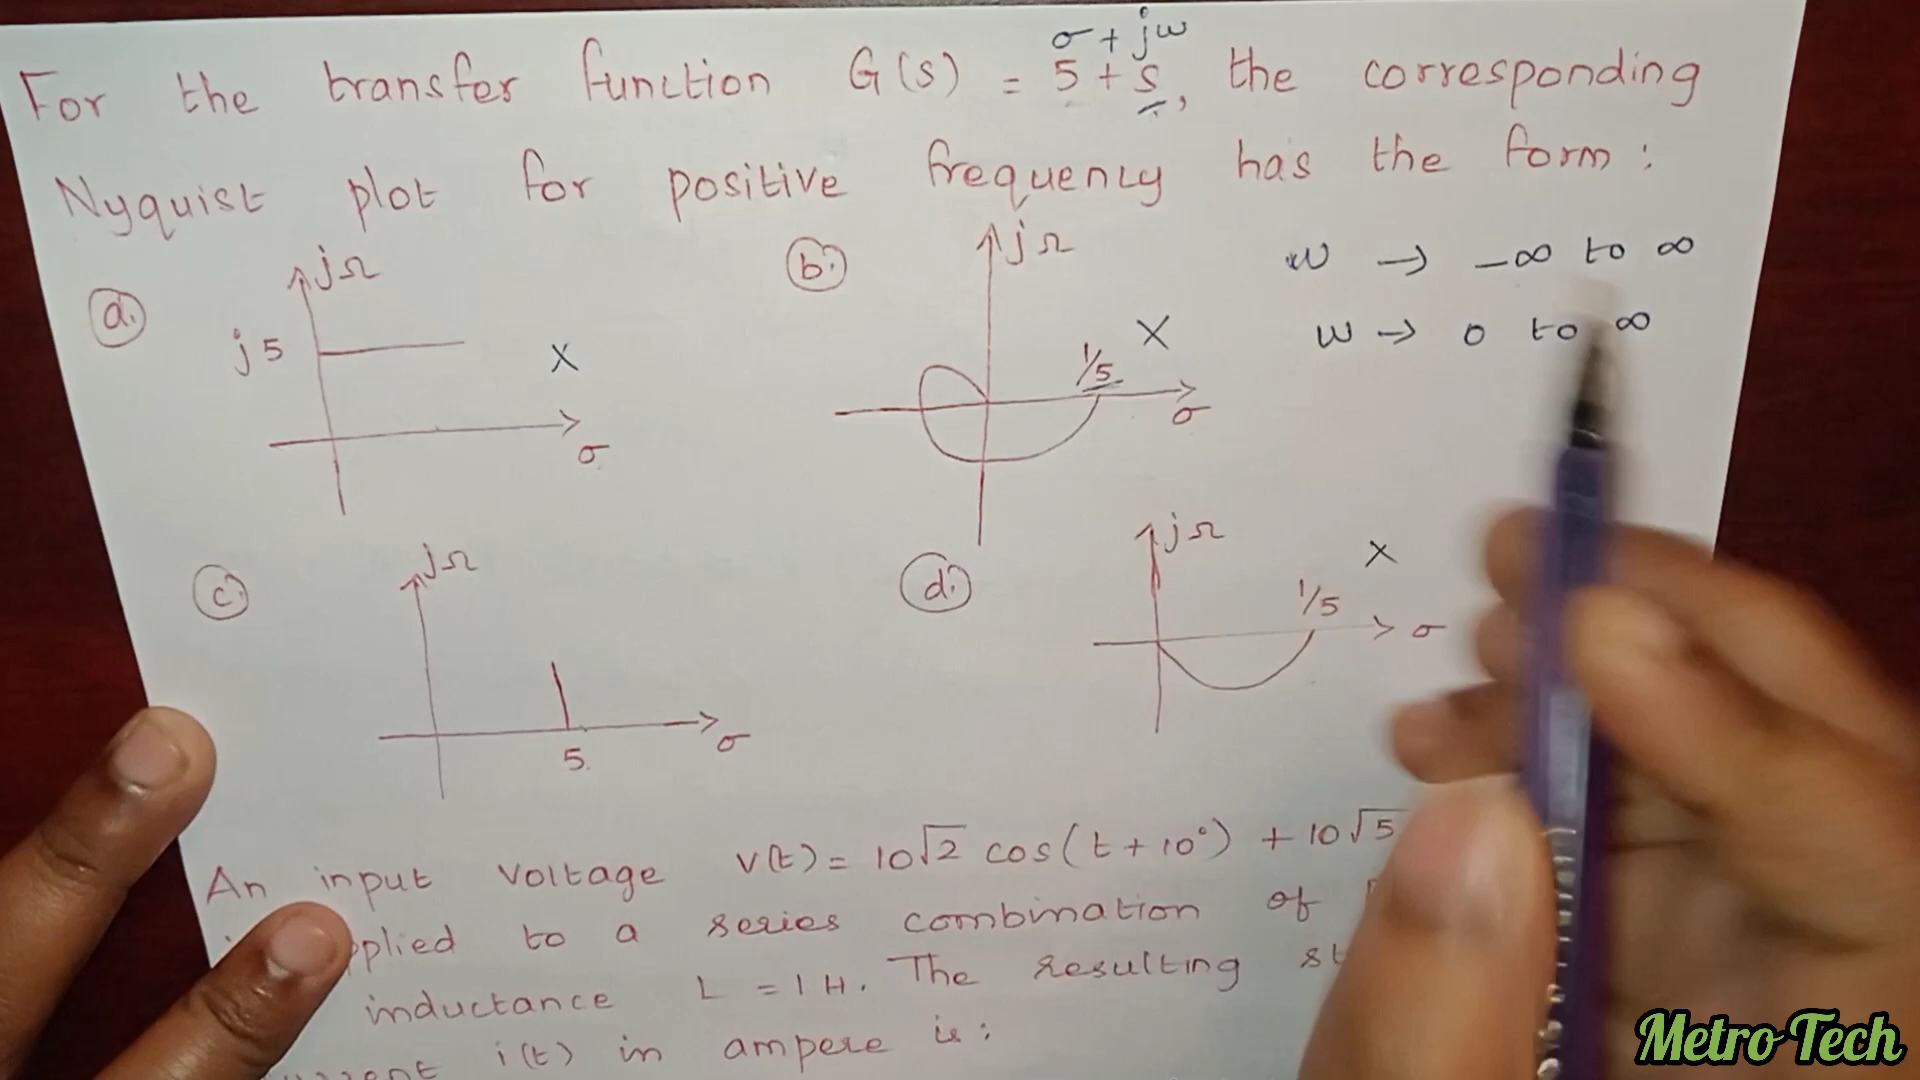 σ + jω
For the transfer function G(s) = 5 + s, the corresponding
Nyquist plot for positive frequency has the form :
a. jΩ
j5
X
σ
b. jΩ
1/5
X
σ
ω → -∞ to ∞
ω → 0 to ∞
c. jΩ
5
σ
d. jΩ
1/5
X
σ
An input voltage v(t) = 10√2 cos(t+10°) + 10√5
to a series combination of
inductance L = 1H. The resulting
i(t) in ampere is:
Metro Tech